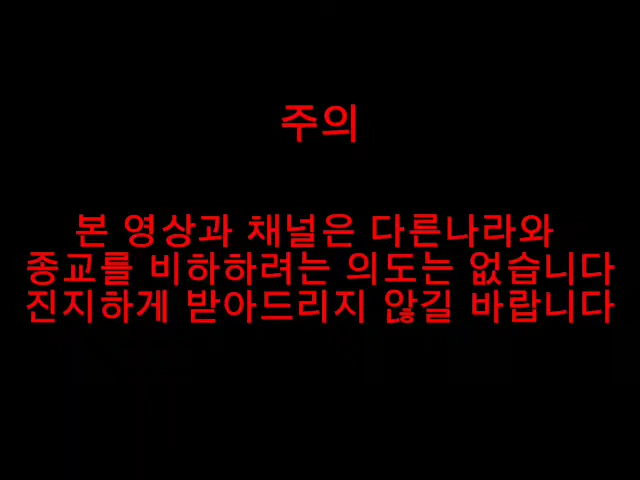 주의
본 영상과 채널은 다른나라와
종교를 비하하려는 의도는 없습니다
진지하게 받아드리지 않길 바랍니다